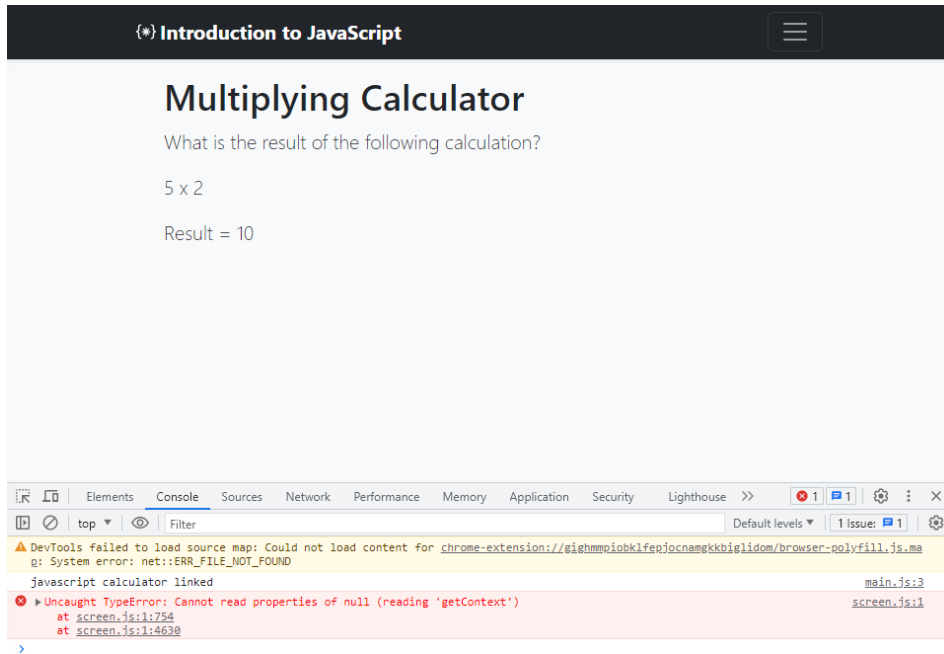 {*} Introduction to JavaScript
Multiplying Calculator
What is the result of the following calculation?
5 x 2
Result = 10
Elements Console Sources Network Performance Memory Application Security Lighthouse >> 1 1
top ▼ Filter Default levels ▼ 1 Issue: 1
DevTools failed to load source map: Could not load content for chrome-extension://gighmmpiobklfepjocnamgkkbiglidom/browser-polyfill.js.ma
p: System error: net::ERR_FILE_NOT_FOUND
javascript calculator linked main.js:3
▶Uncaught TypeError: Cannot read properties of null (reading 'getContext') screen.js:1
at screen.js:1:754
at screen.js:1:4630
>